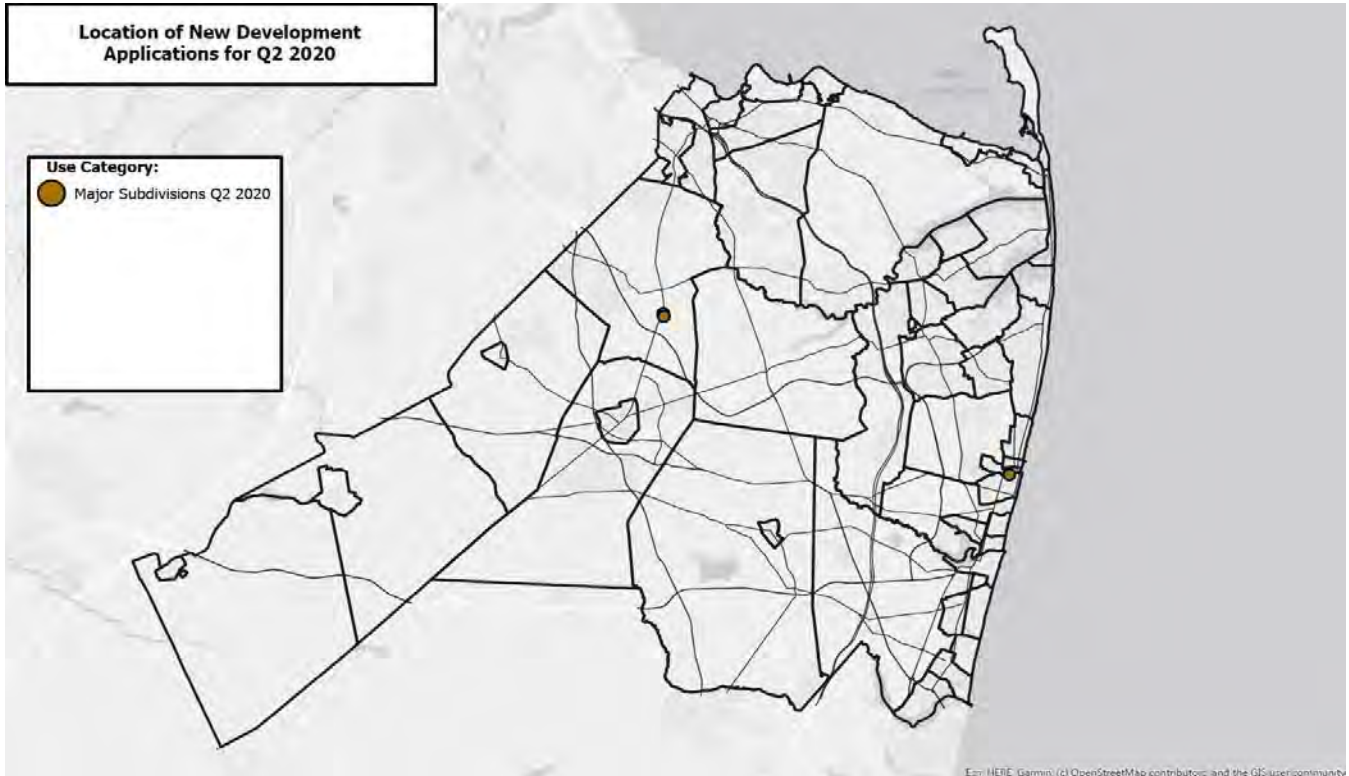 Location of New Development
Applications for Q2 2020
Use Category:
Major Subdivisions Q2 2020
Esri, HERE, Garmin, (c) OpenStreetMap contributors, and the GIS user community